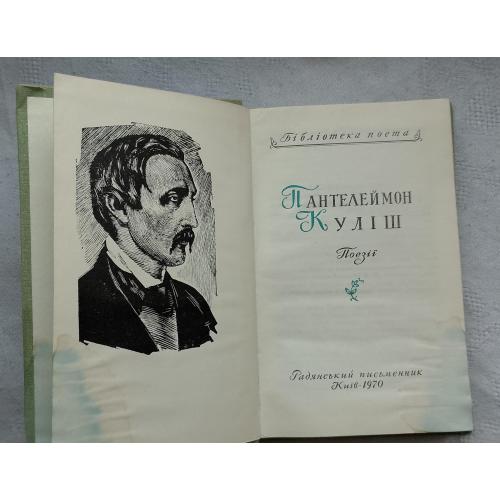 Бібліотека поета
ПАНТЕЛЕЙМОН
КУЛІШ
Поезії
Радянський письменник
Київ-1970